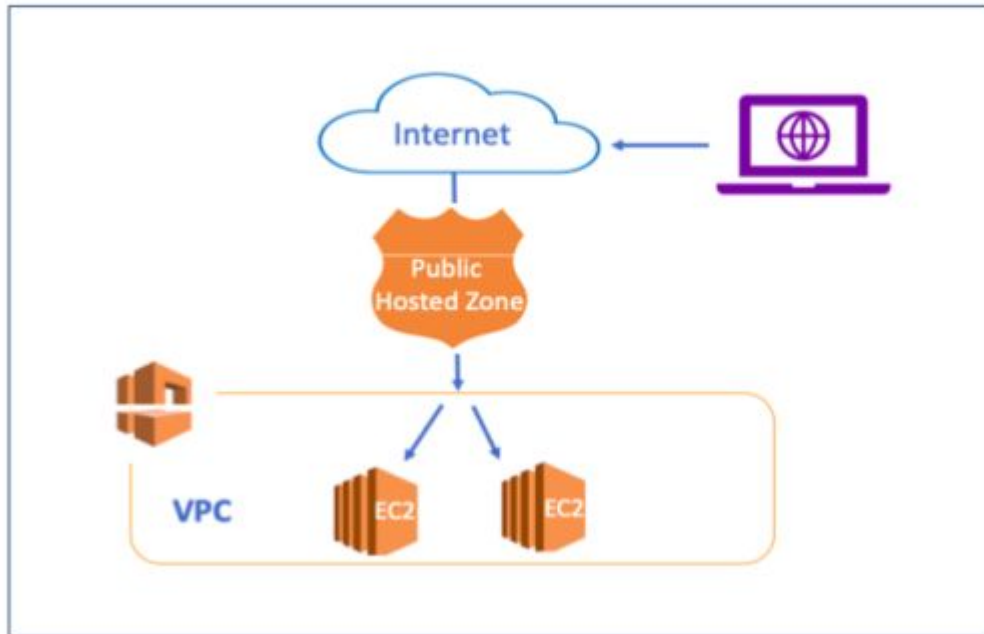 Internet
Public
Hosted Zone
VPC
EC2
EC2